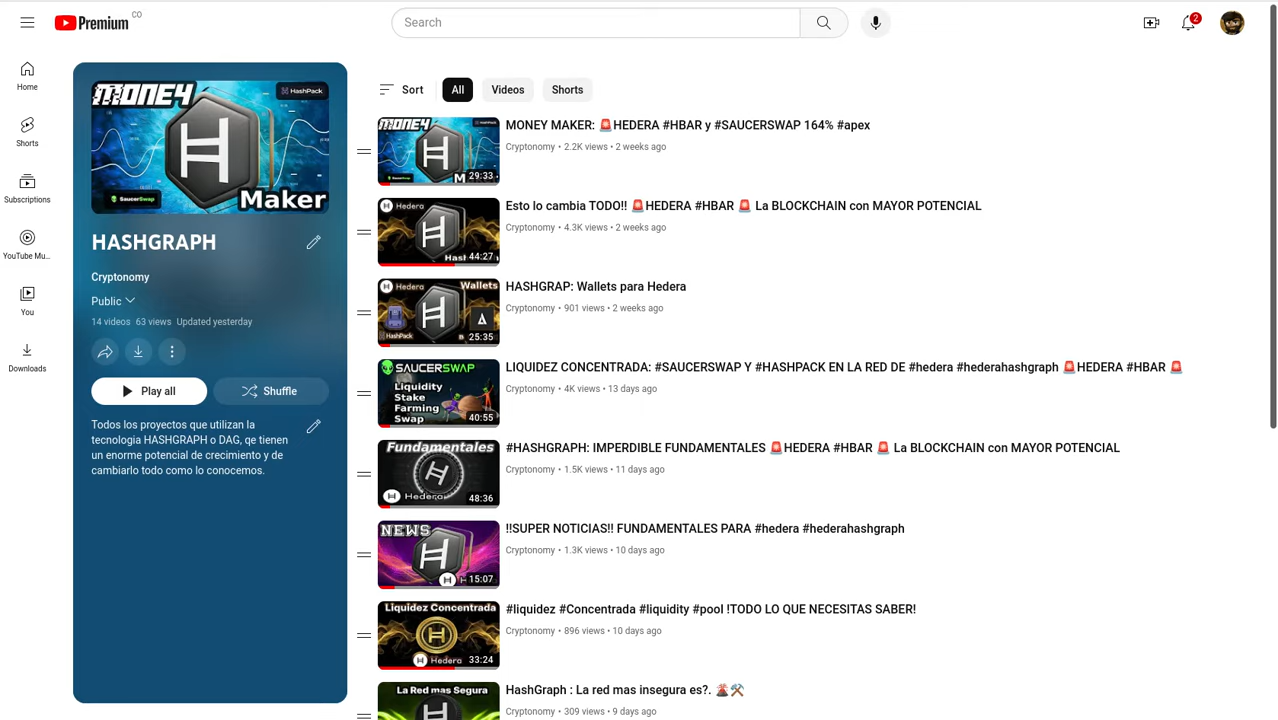 Premium CO
Search
2
Home
Shorts
Subscriptions
YouTube Mu...
You
Downloads
MONEY
HashPack
SaucerSwap
Maker
HASHGRAPH
Cryptonomy
Public
14 videos 63 views Updated yesterday
Play all
Shuffle
Todos los proyectos que utilizan la
tecnologia HASHGRAPH o DAG, qe tienen
un enorme potencial de crecimiento y de
cambiarlo todo como lo conocemos.
Sort
All
Videos
Shorts
MONEY
29:33
MONEY MAKER: 🚨HEDERA #HBAR y #SAUCERSWAP 164% #apex
Cryptonomy • 2.2K views • 2 weeks ago
Hedera
44:27
Esto lo cambia TODO!! 🚨HEDERA #HBAR 🚨 La BLOCKCHAIN con MAYOR POTENCIAL
Cryptonomy • 4.3K views • 2 weeks ago
Hedera
Wallets
HashPack
25:35
HASHGRAP: Wallets para Hedera
Cryptonomy • 901 views • 2 weeks ago
SAUCERSWAP
Liquidity
Stake
Farming
Swap
40:55
LIQUIDEZ CONCENTRADA: #SAUCERSWAP Y #HASHPACK EN LA RED DE #hedera #hederahashgraph 🚨HEDERA #HBAR 🚨
Cryptonomy • 4K views • 13 days ago
Fundamentales
Hedera
48:36
#HASHGRAPH: IMPERDIBLE FUNDAMENTALES 🚨HEDERA #HBAR 🚨 La BLOCKCHAIN con MAYOR POTENCIAL
Cryptonomy • 1.5K views • 11 days ago
NEWS
15:07
!!SUPER NOTICIAS!! FUNDAMENTALES PARA #hedera #hederahashgraph
Cryptonomy • 1.3K views • 10 days ago
Liquidez Concentrada
Hedera
33:24
#liquidez #Concentrada #liquidity #pool !TODO LO QUE NECESITAS SABER!
Cryptonomy • 896 views • 10 days ago
La Red mas Segura
HashGraph : La red mas insegura es?. 🌋⚒️
Cryptonomy • 309 views • 9 days ago